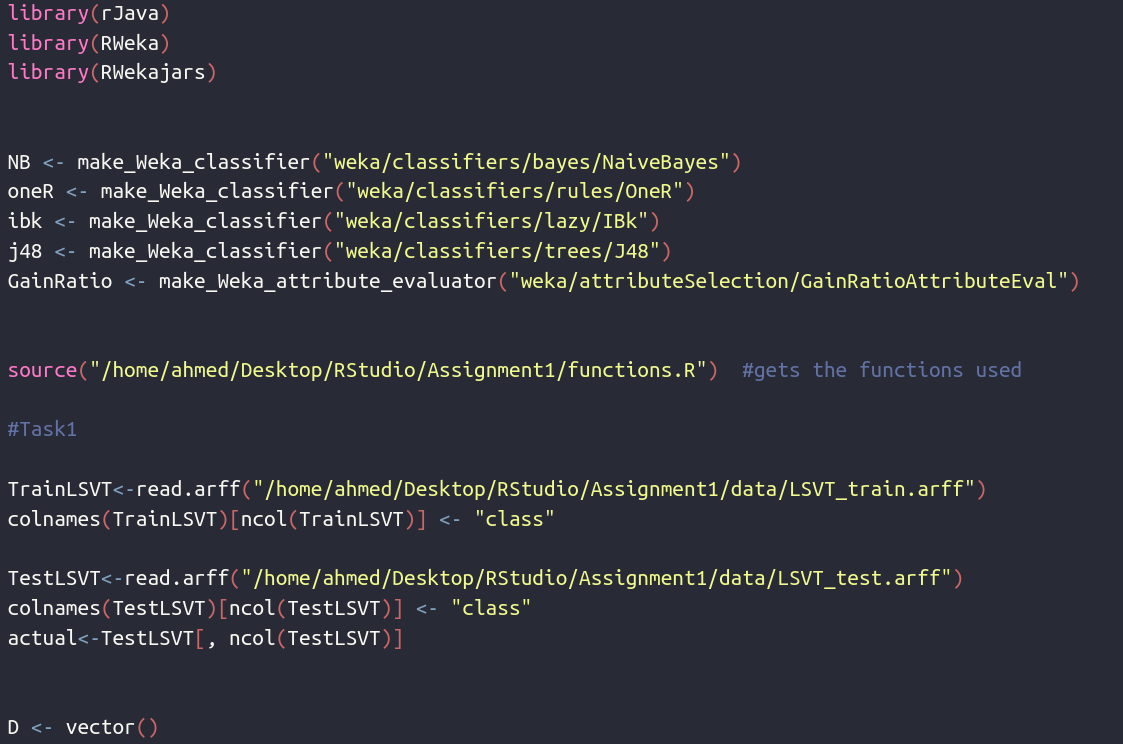 library(rJava)
library(RWeka)
library(RWekajars)
NB <- make_Weka_classifier("weka/classifiers/bayes/NaiveBayes")
oneR <- make_Weka_classifier("weka/classifiers/rules/OneR")
ibk <- make_Weka_classifier("weka/classifiers/lazy/IBk")
j48 <- make_Weka_classifier("weka/classifiers/trees/J48")
GainRatio <- make_Weka_attribute_evaluator("weka/attributeSelection/GainRatioAttributeEval")
source("/home/ahmed/Desktop/RStudio/Assignment1/functions.R")  #gets the functions used
#Task1
TrainLSVT<-read.arff("/home/ahmed/Desktop/RStudio/Assignment1/data/LSVT_train.arff")
colnames(TrainLSVT)[ncol(TrainLSVT)] <- "class"
TestLSVT<-read.arff("/home/ahmed/Desktop/RStudio/Assignment1/data/LSVT_test.arff")
colnames(TestLSVT)[ncol(TestLSVT)] <- "class"
actual<-TestLSVT[, ncol(TestLSVT)]
D <- vector()